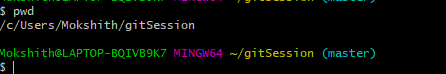 $ pwd
/c/Users/Mokshith/gitSession
Mokshith@LAPTOP-BQIVB9K7 MINGW64 ~/gitSession (master)
$